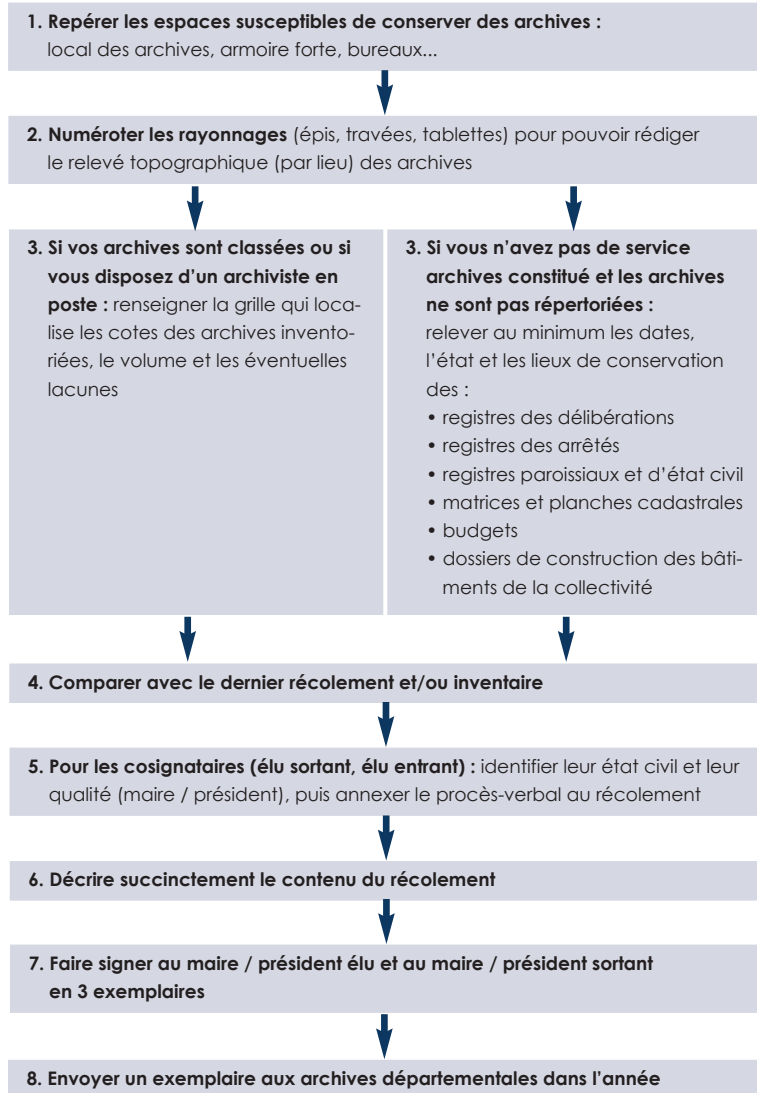 1. Repérer les espaces susceptibles de conserver des archives :
local des archives, armoire forte, bureaux...
2. Numéroter les rayonnages (épis, travées, tablettes) pour pouvoir rédiger
le relevé topographique (par lieu) des archives
3. Si vos archives sont classées ou si
vous disposez d'un archiviste en
poste : renseigner la grille qui loca-
lise les cotes des archives invento-
riées, le volume et les éventuelles
lacunes
3. Si vous n'avez pas de service
archives constitué et les archives
ne sont pas répertoriées :
relever au minimum les dates,
l'état et les lieux de conservation
des :
• registres des délibérations
• registres des arrêtés
• registres paroissiaux et d'état civil
• matrices et planches cadastrales
• budgets
• dossiers de construction des bâti-
ments de la collectivité
4. Comparer avec le dernier récolement et/ou inventaire
5. Pour les cosignataires (élu sortant, élu entrant) : identifier leur état civil et leur
qualité (maire / président), puis annexer le procès-verbal au récolement
6. Décrire succinctement le contenu du récolement
7. Faire signer au maire / président élu et au maire / président sortant
en 3 exemplaires
8. Envoyer un exemplaire aux archives départementales dans l'année